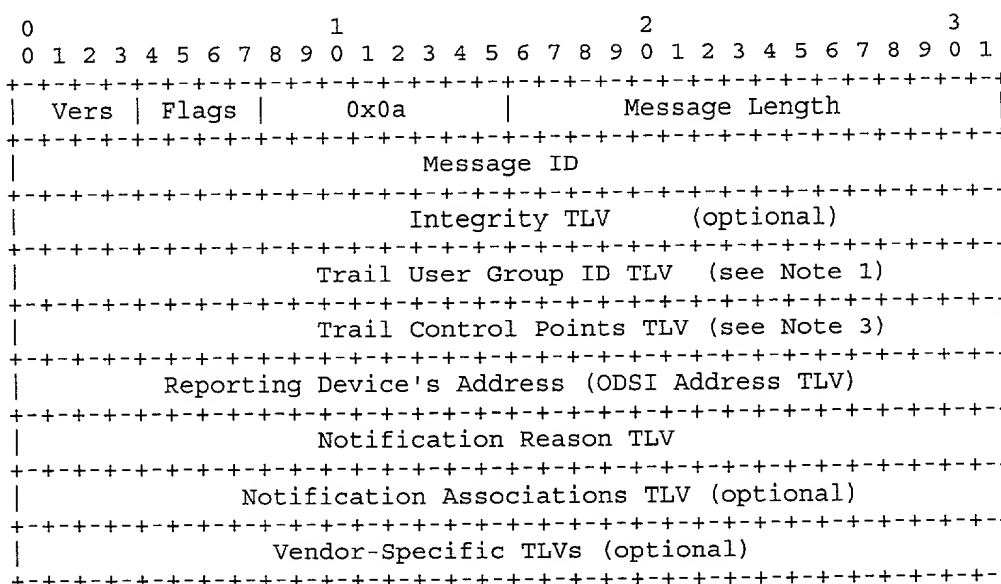 0                   1                   2                   3
0 1 2 3 4 5 6 7 8 9 0 1 2 3 4 5 6 7 8 9 0 1 2 3 4 5 6 7 8 9 0 1
+-+-+-+-+-+-+-+-+-+-+-+-+-+-+-+-+-+-+-+-+-+-+-+-+-+-+-+-+-+-+-+-
| Vers | Flags | 0x0a | Message Length |
+-+-+-+-+-+-+-+-+-+-+-+-+-+-+-+-+-+-+-+-+-+-+-+-+-+-+-+-+-+-+-+-
| Message ID
+-+-+-+-+-+-+-+-+-+-+-+-+-+-+-+-+-+-+-+-+-+-+-+-+-+-+-+-+-+-+-+-
| Integrity TLV (optional)
+-+-+-+-+-+-+-+-+-+-+-+-+-+-+-+-+-+-+-+-+-+-+-+-+-+-+-+-+-+-+-+-
| Trail User Group ID TLV (see Note 1)
+-+-+-+-+-+-+-+-+-+-+-+-+-+-+-+-+-+-+-+-+-+-+-+-+-+-+-+-+-+-+-+-
| Trail Control Points TLV (see Note 3)
+-+-+-+-+-+-+-+-+-+-+-+-+-+-+-+-+-+-+-+-+-+-+-+-+-+-+-+-+-+-+-+-
| Reporting Device's Address (ODSI Address TLV)
+-+-+-+-+-+-+-+-+-+-+-+-+-+-+-+-+-+-+-+-+-+-+-+-+-+-+-+-+-+-+-+-
| Notification Reason TLV
+-+-+-+-+-+-+-+-+-+-+-+-+-+-+-+-+-+-+-+-+-+-+-+-+-+-+-+-+-+-+-+-
| Notification Associations TLV (optional)
+-+-+-+-+-+-+-+-+-+-+-+-+-+-+-+-+-+-+-+-+-+-+-+-+-+-+-+-+-+-+-+-
| Vendor-Specific TLVs (optional)
+-+-+-+-+-+-+-+-+-+-+-+-+-+-+-+-+-+-+-+-+-+-+-+-+-+-+-+-+-+-+-+-